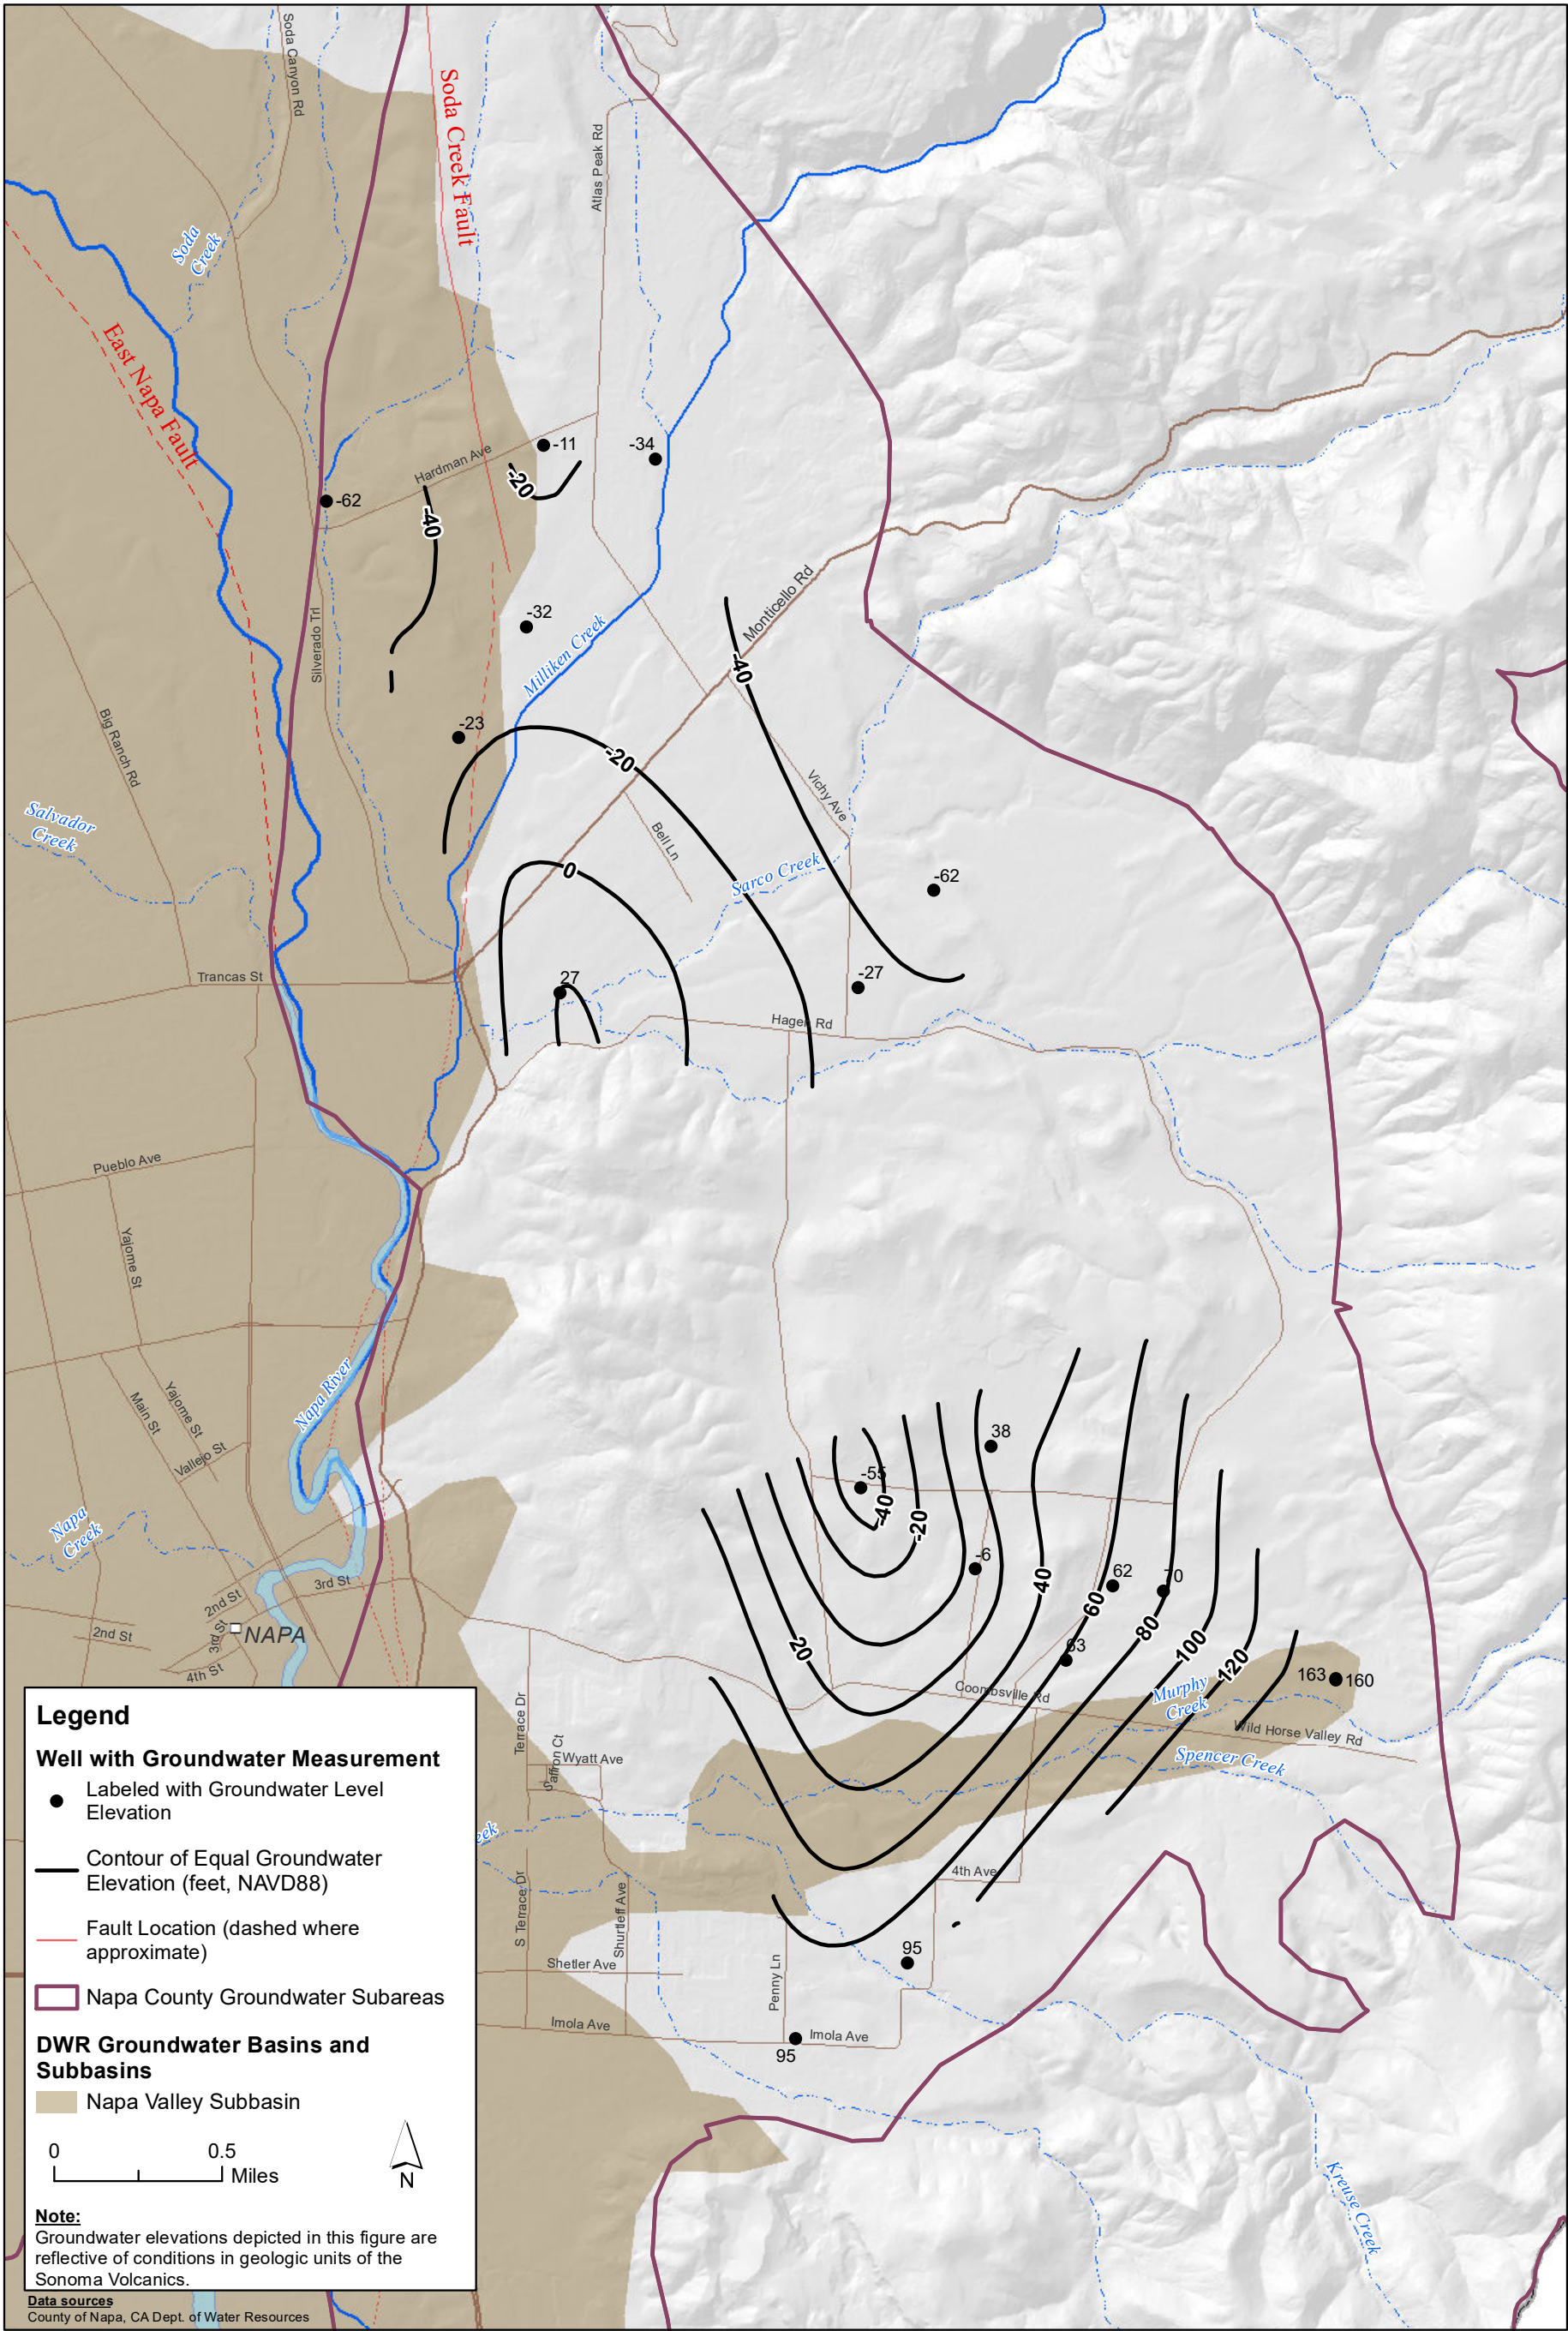 Soda Canyon Rd
Soda Creek Fault
Atlas Peak Rd
Soda
Creek
East Napa Fault
-11
-34
Hardman Ave
-20
-62
-40
-32
Monticello Rd
Silverado Trl
Milliken Creek
-40
Big Ranch Rd
-23
-20
Vichy Ave
Salvador
Creek
Bell Ln
0
Sarco Creek
-62
Trancas St
27
-27
Hagen Rd
Pueblo Ave
Yajome St
Napa River
Main St
Yajome St
Vallejo St
38
-55
-40
-20
Napa
Creek
-6
40
62
70
60
2nd St
3rd St
3rd St
2nd St
NAPA
4th St
20
63
80
100
120
163
160
Coombsville Rd
Murphy
Creek
Wild Horse Valley Rd
Spencer Creek
Terrace Dr
Saffron Ct
Wyatt Ave
eek
4th Ave
S Terrace Dr
Shurtleff Ave
95
Shetler Ave
Penny Ln
Imola Ave
Imola Ave
95
Kreuse Creek
Legend
Well with Groundwater Measurement
Labeled with Groundwater Level
Elevation
Contour of Equal Groundwater
Elevation (feet, NAVD88)
Fault Location (dashed where
approximate)
Napa County Groundwater Subareas
DWR Groundwater Basins and
Subbasins
Napa Valley Subbasin
0 0.5
Miles
N
Note:
Groundwater elevations depicted in this figure are
reflective of conditions in geologic units of the
Sonoma Volcanics.
Data sources
County of Napa, CA Dept. of Water Resources